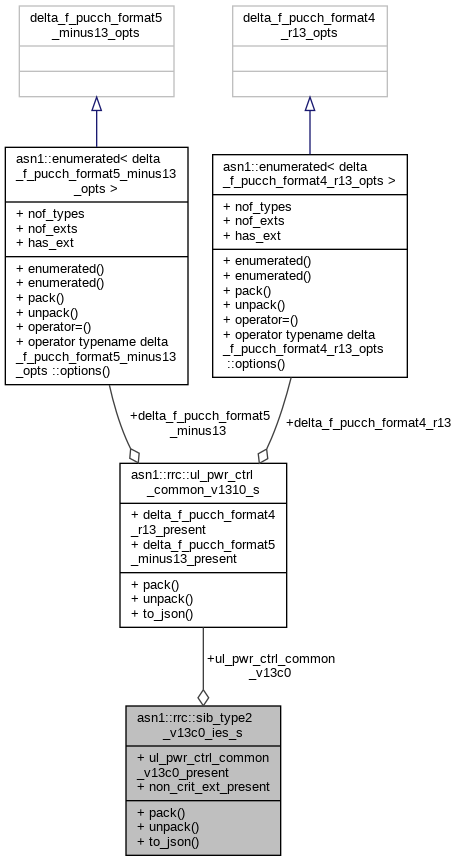 delta_f_pucch_format5
_minus13_opts
delta_f_pucch_format4
_r13_opts
asn1::enumerated< delta
_f_pucch_format5_minus13
_opts >
+ nof_types
+ nof_exts
+ has_ext
+ enumerated()
+ enumerated()
+ pack()
+ unpack()
+ operator=()
+ operator typename delta
_f_pucch_format5_minus13
_opts ::options()
asn1::enumerated< delta
_f_pucch_format4_r13_opts >
+ nof_types
+ nof_exts
+ has_ext
+ enumerated()
+ enumerated()
+ pack()
+ unpack()
+ operator=()
+ operator typename delta
_f_pucch_format4_r13_opts
::options()
+delta_f_pucch_format5
_minus13
+delta_f_pucch_format4_r13
asn1::rrc::ul_pwr_ctrl
_common_v1310_s
+ delta_f_pucch_format4
_r13_present
+ delta_f_pucch_format5
_minus13_present
+ pack()
+ unpack()
+ to_json()
+ul_pwr_ctrl_common
_v13c0
asn1::rrc::sib_type2
_v13c0_ies_s
+ ul_pwr_ctrl_common
_v13c0_present
+ non_crit_ext_present
+ pack()
+ unpack()
+ to_json()